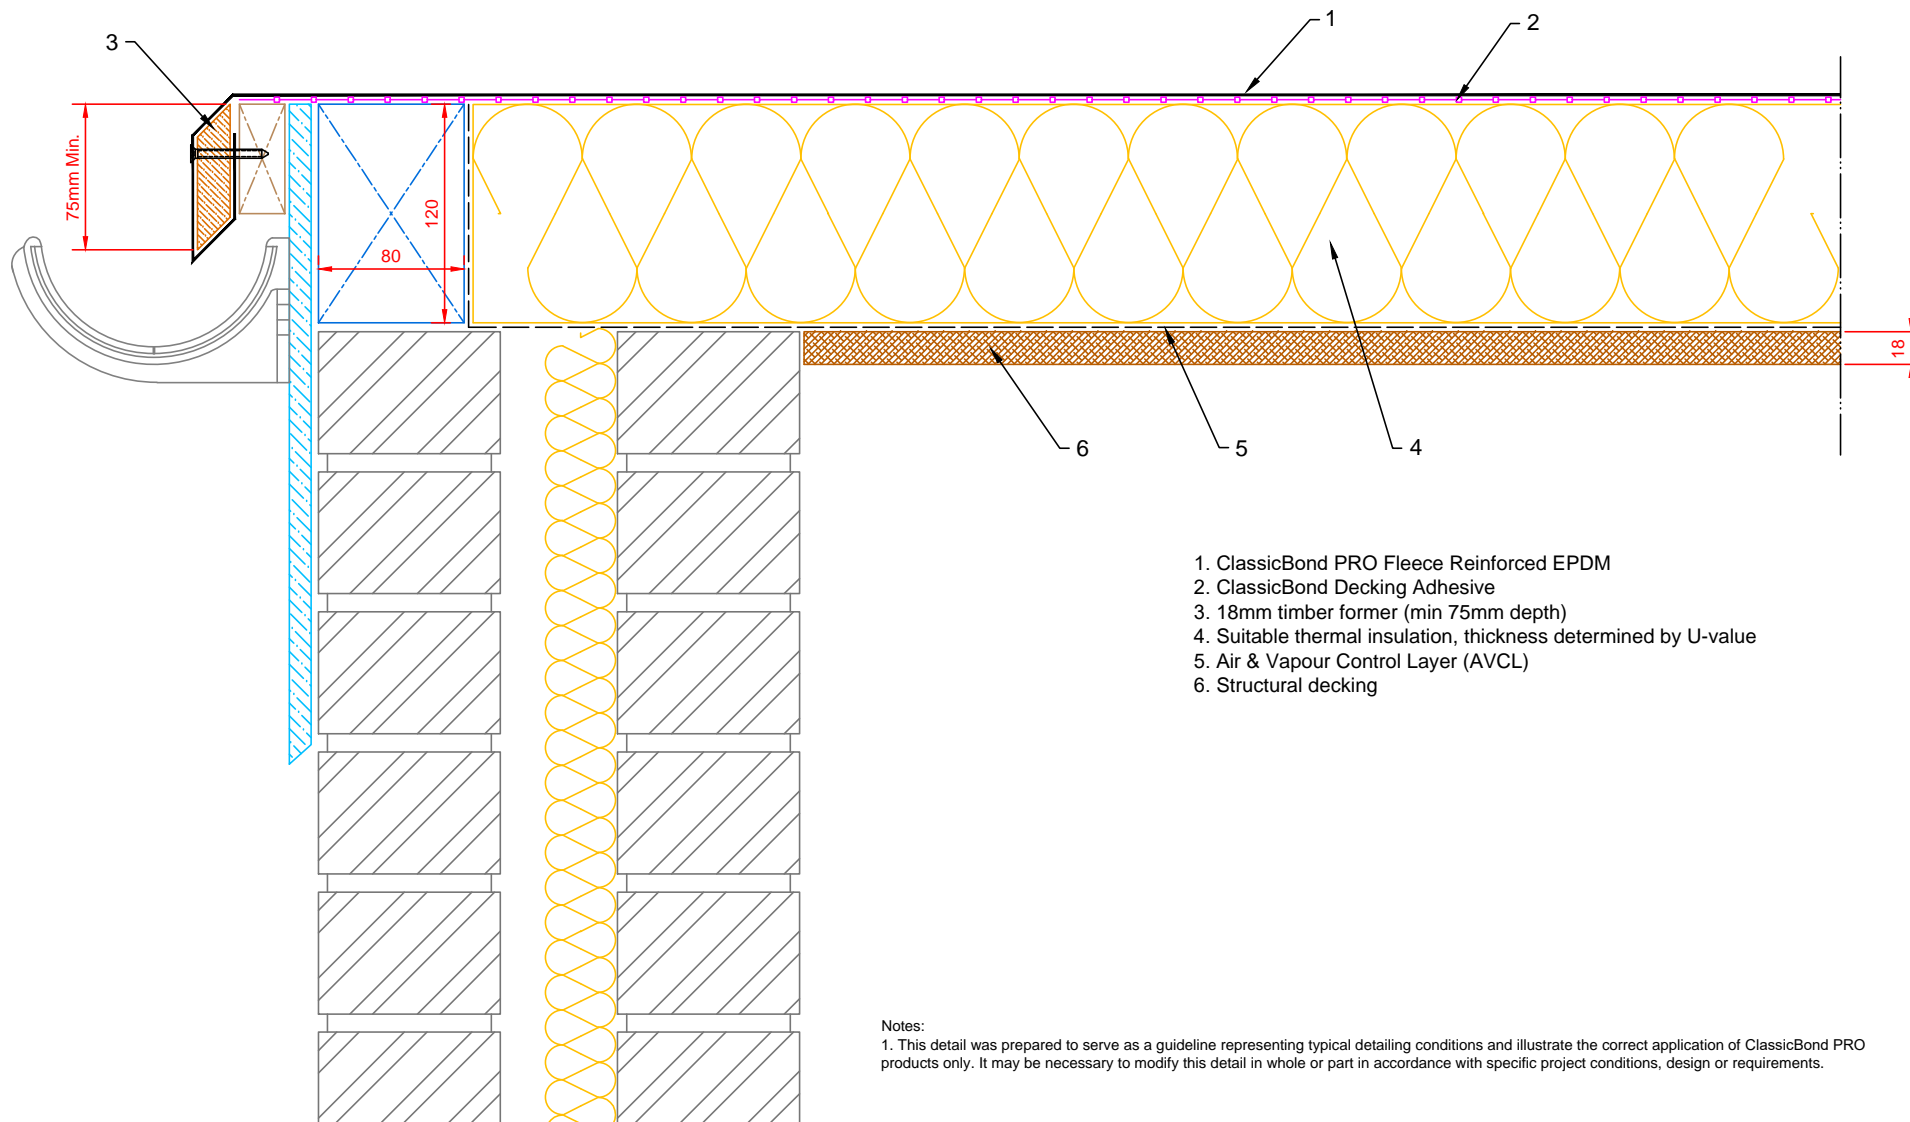 1
2
3
75mm Min.
120
80
18
6
5
4
1. ClassicBond PRO Fleece Reinforced EPDM
2. ClassicBond Decking Adhesive
3. 18mm timber former (min 75mm depth)
4. Suitable thermal insulation, thickness determined by U-value
5. Air & Vapour Control Layer (AVCL)
6. Structural decking
Notes:
1. This detail was prepared to serve as a guideline representing typical detailing conditions and illustrate the correct application of ClassicBond PRO
products only. It may be necessary to modify this detail in whole or part in accordance with specific project conditions, design or requirements.